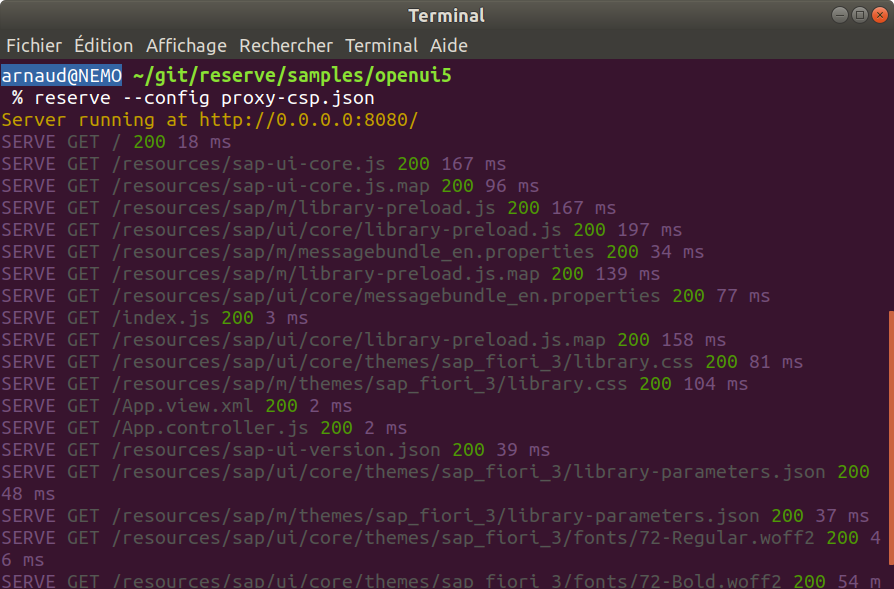 Terminal
Fichier Édition Affichage Rechercher Terminal Aide
arnaud@NEMO ~/git/reserve/samples/openui5
% reserve --config proxy-csp.json
Server running at http://0.0.0.0:8080/
SERVE GET / 200 18 ms
SERVE GET /resources/sap-ui-core.js 200 167 ms
SERVE GET /resources/sap-ui-core.js.map 200 96 ms
SERVE GET /resources/sap/m/library-preload.js 200 167 ms
SERVE GET /resources/sap/ui/core/library-preload.js 200 197 ms
SERVE GET /resources/sap/m/messagebundle_en.properties 200 34 ms
SERVE GET /resources/sap/m/library-preload.js.map 200 139 ms
SERVE GET /resources/sap/ui/core/messagebundle_en.properties 200 77 ms
SERVE GET /index.js 200 3 ms
SERVE GET /resources/sap/ui/core/library-preload.js.map 200 158 ms
SERVE GET /resources/sap/ui/core/themes/sap_fiori_3/library.css 200 81 ms
SERVE GET /resources/sap/m/themes/sap_fiori_3/library.css 200 104 ms
SERVE GET /App.view.xml 200 2 ms
SERVE GET /App.controller.js 200 2 ms
SERVE GET /resources/sap-ui-version.json 200 39 ms
SERVE GET /resources/sap/ui/core/themes/sap_fiori_3/library-parameters.json 200
48 ms
SERVE GET /resources/sap/m/themes/sap_fiori_3/library-parameters.json 200 37 ms
SERVE GET /resources/sap/ui/core/themes/sap_fiori_3/fonts/72-Regular.woff2 200 4
6 ms
SERVE GET /resources/sap/ui/core/themes/sap_fiori_3/fonts/72-Bold.woff2 200 54 m